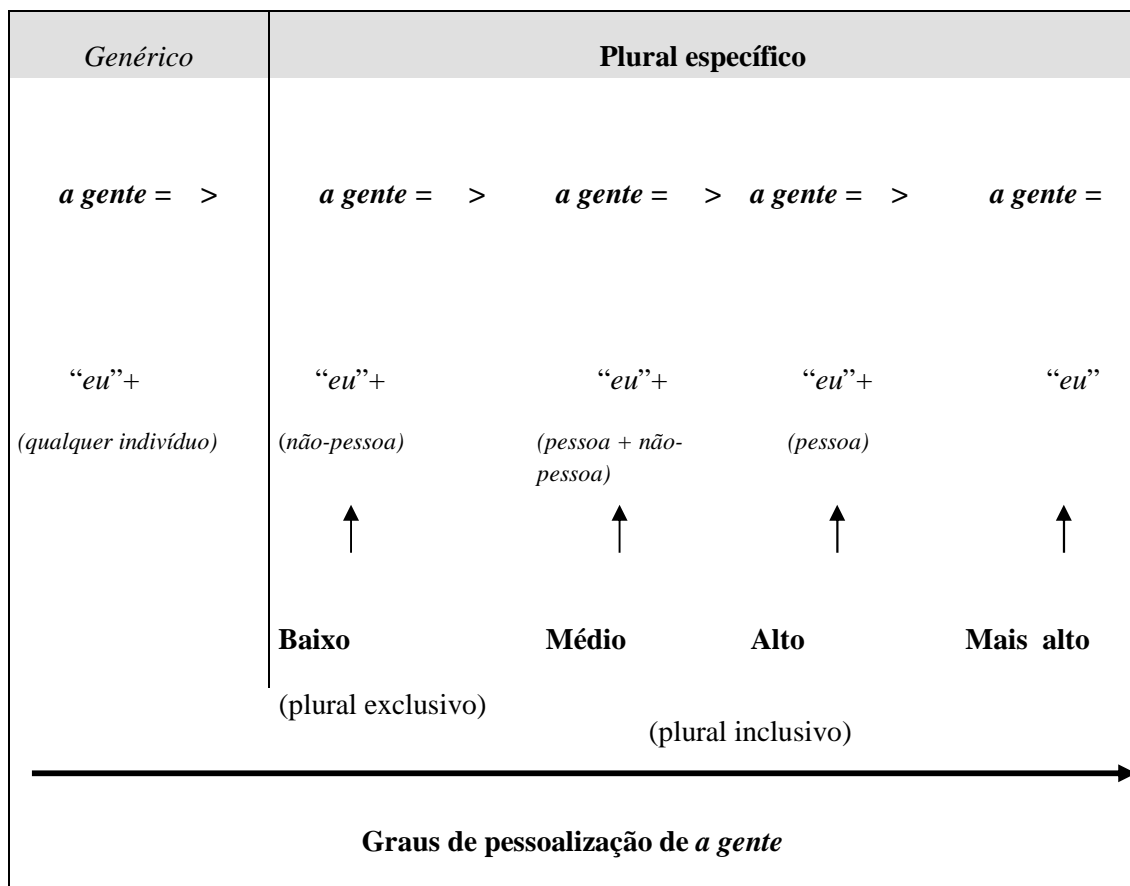 Genérico Plural específico
a gente = > a gente = > a gente = > a gente = > a gente =
“eu”+ “eu”+ “eu”+ “eu”+ “eu”
(qualquer indivíduo) (não-pessoa) (pessoa + não- (pessoa)
pessoa)
Baixo Médio Alto Mais alto
(plural exclusivo)
(plural inclusivo)
Graus de pessoalização de a gente